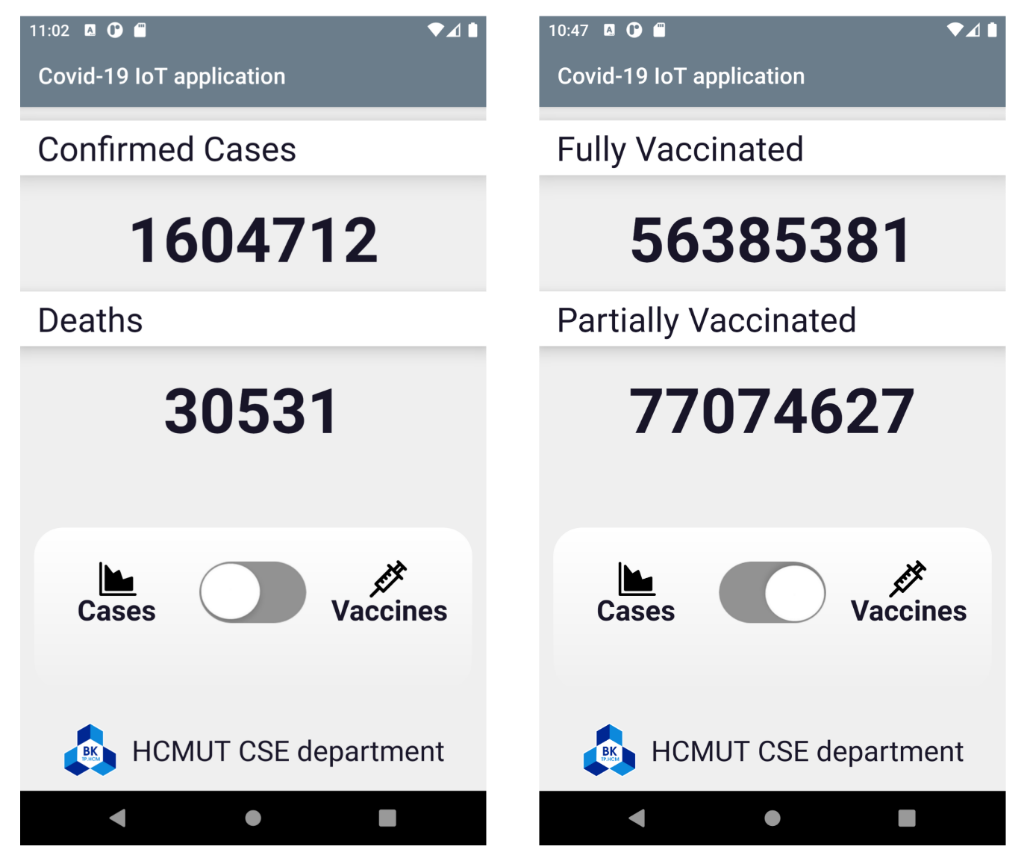 11:02
Covid-19 IoT application
Confirmed Cases
1604712
Deaths
30531
Cases
Vaccines
BK
TP.HCM
HCMUT CSE department
10:47
Covid-19 IoT application
Fully Vaccinated
56385381
Partially Vaccinated
77074627
Cases
Vaccines
BK
TP.HCM
HCMUT CSE department